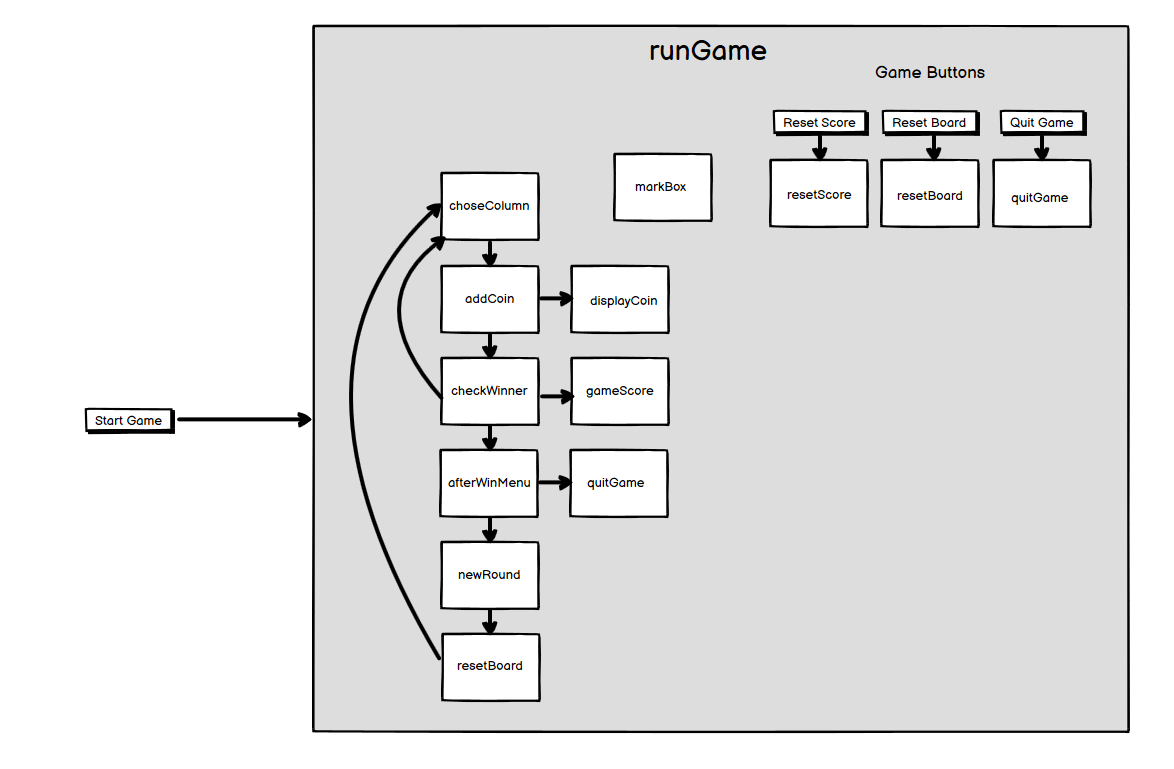 runGame
Game Buttons
Reset Score
Reset Board
Quit Game
markBox
resetScore
resetBoard
quitGame
choseColumn
addCoin
displayCoin
checkWinner
gameScore
Start Game
afterWinMenu
quitGame
newRound
resetBoard